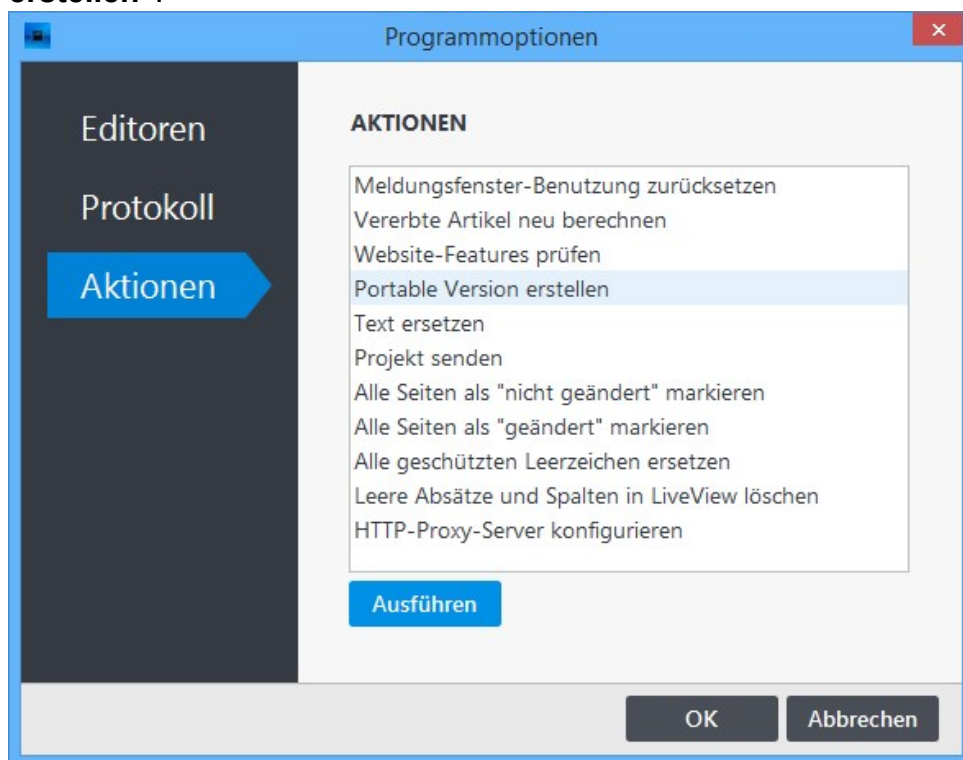 erstellen".
Programmoptionen
Editoren
Protokoll
Aktionen
AKTIONEN
Meldungsfenster-Benutzung zurücksetzen
Vererbte Artikel neu berechnen
Website-Features prüfen
Portable Version erstellen
Text ersetzen
Projekt senden
Alle Seiten als "nicht geändert" markieren
Alle Seiten als "geändert" markieren
Alle geschützten Leerzeichen ersetzen
Leere Absätze und Spalten in LiveView löschen
HTTP-Proxy-Server konfigurieren
Ausführen
OK
Abbrechen